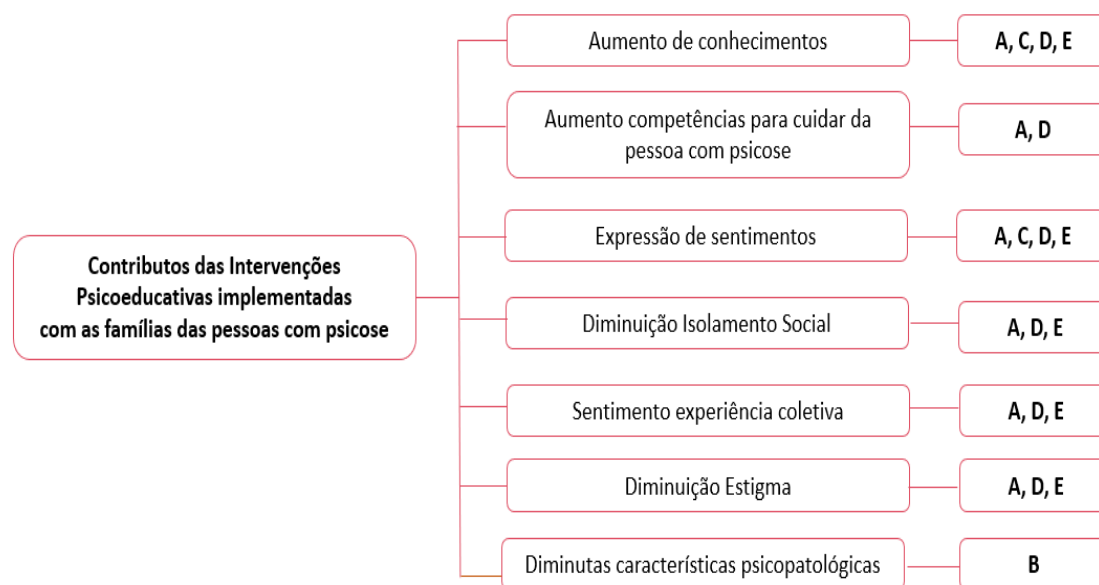 Contributos das Intervenções
Psicoeducativas implementadas
com as famílias das pessoas com psicose
Aumento de conhecimentos
A, C, D, E
Aumento competências para cuidar da
pessoa com psicose
A, D
Expressão de sentimentos
A, C, D, E
Diminuição Isolamento Social
A, D, E
Sentimento experiência coletiva
A, D, E
Diminuição Estigma
A, D, E
Diminutas características psicopatológicas
B